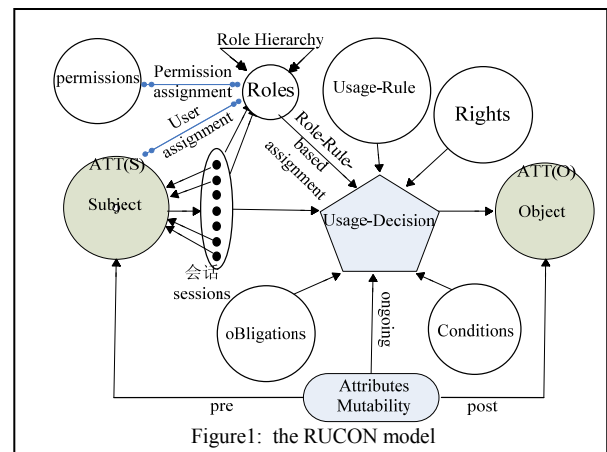 Role Hierarchy
permissions
Permission
assignment
Roles
Usage-Rule
Rights
User
assignment
Role-Rule-
based
assignment
ATT(S)
Subject
ATT(O)
Object
Usage-Decision
会话
sessions
oBligations
ongoing
Conditions
Attributes
Mutability
pre
post
Figure1: the RUCON model